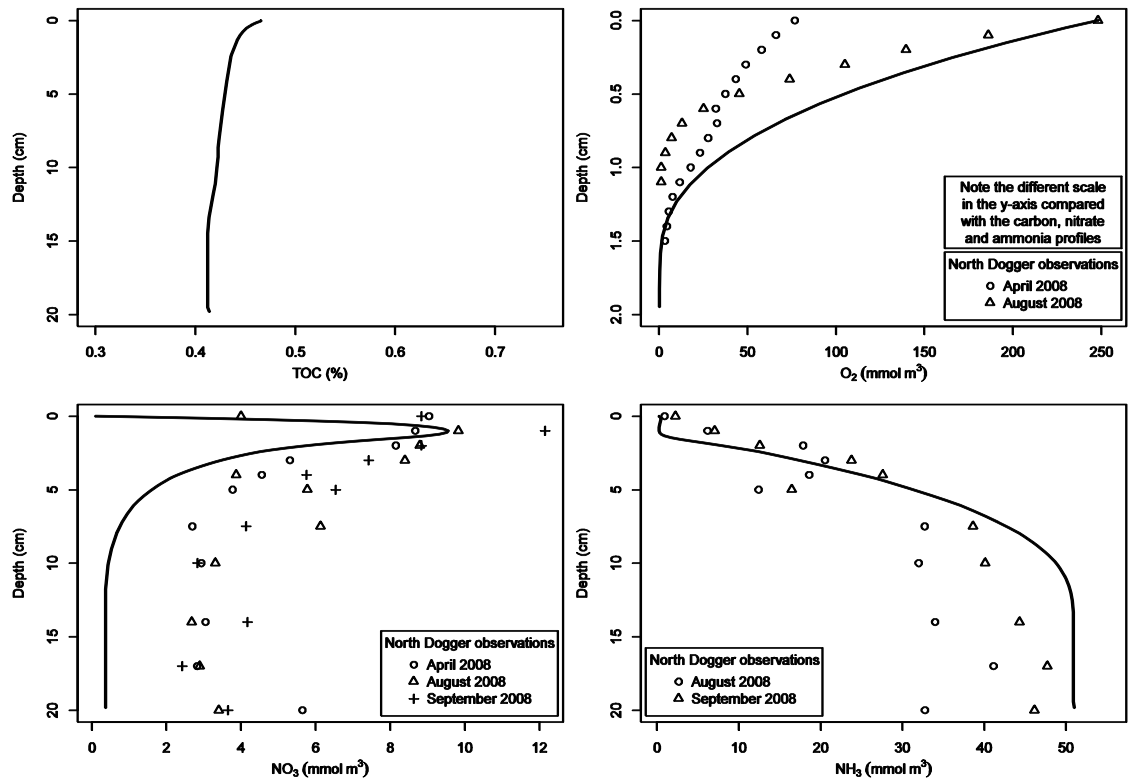 0
5
10
15
20
Depth (cm)
0.3 0.4 0.5 0.6 0.7
TOC (%)
0.0
0.5
1.0
1.5
2.0
Depth (cm)
0 50 100 150 200 250
O₂ (mmol m³)
Note the different scale
in the y-axis compared
with the carbon, nitrate
and ammonia profiles
North Dogger observations
April 2008
August 2008
0
5
10
15
20
Depth (cm)
0 2 4 6 8 10 12
NO₃ (mmol m³)
North Dogger observations
April 2008
August 2008
September 2008
0
5
10
15
20
Depth (cm)
0 10 20 30 40 50
NH₃ (mmol m³)
North Dogger observations
August 2008
September 2008